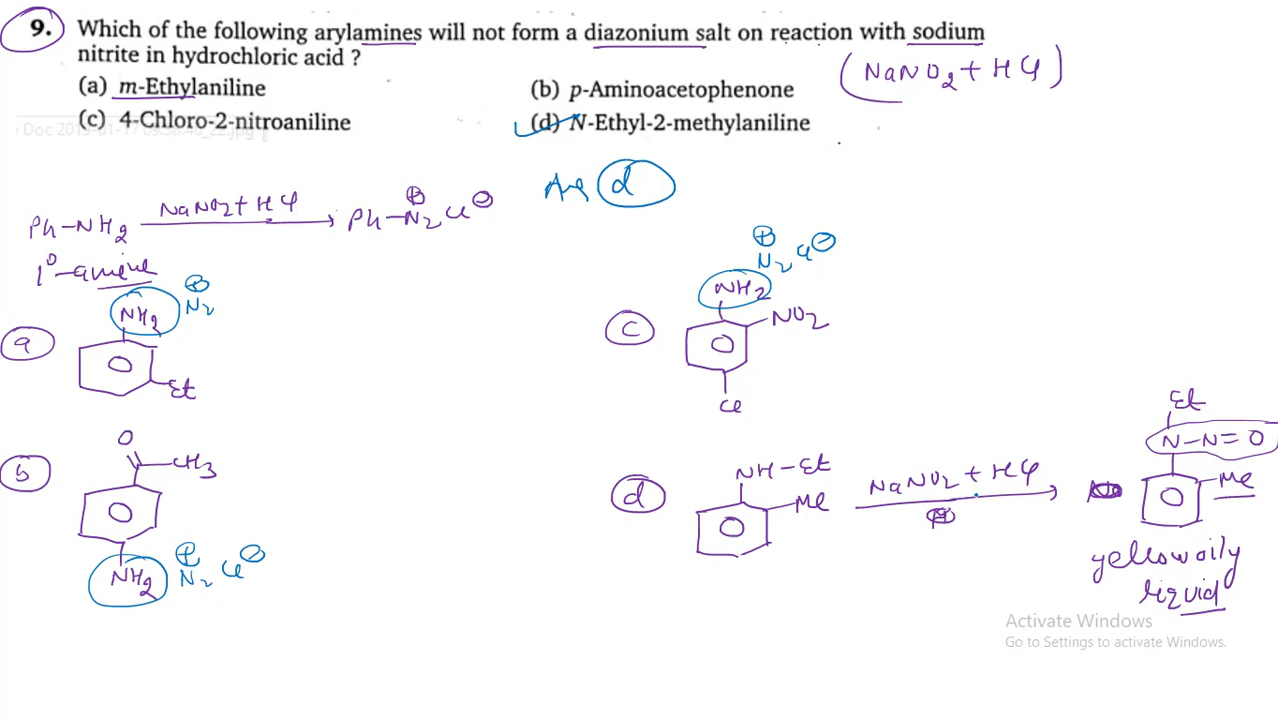 9. Which of the following arylamines will not form a diazonium salt on reaction with sodium
nitrite in hydrochloric acid ?
(NaNO2 + HCl)
(a) m-Ethylaniline (b) p-Aminoacetophenone
(c) 4-Chloro-2-nitroaniline (d) N-Ethyl-2-methylaniline
Ans d
Ph-NH2 NaNO2 + HCl Ph-N2 Cl
⊕ ⊖
1°-amine
a
NH2 ⊕ N2
Et
b
O
CH3
NH2 ⊕ N2 Cl ⊖
c
NH2 ⊕ N2 Cl ⊖
NO2
Cl
d
NH-Et
Me
NaNO2 + HCl
Et
N-N=O
Me
yellow oily
liquid
Activate Windows
Go to Settings to activate Windows.